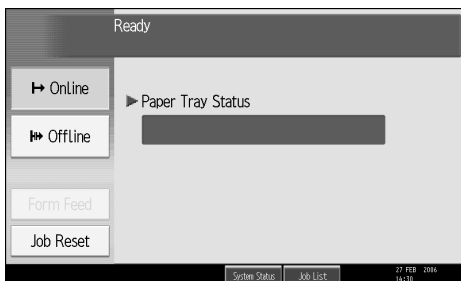 Ready
Online
Paper Tray Status
Offline
Form Feed
Job Reset
System Status Job List 27 FEB 2006
14:30